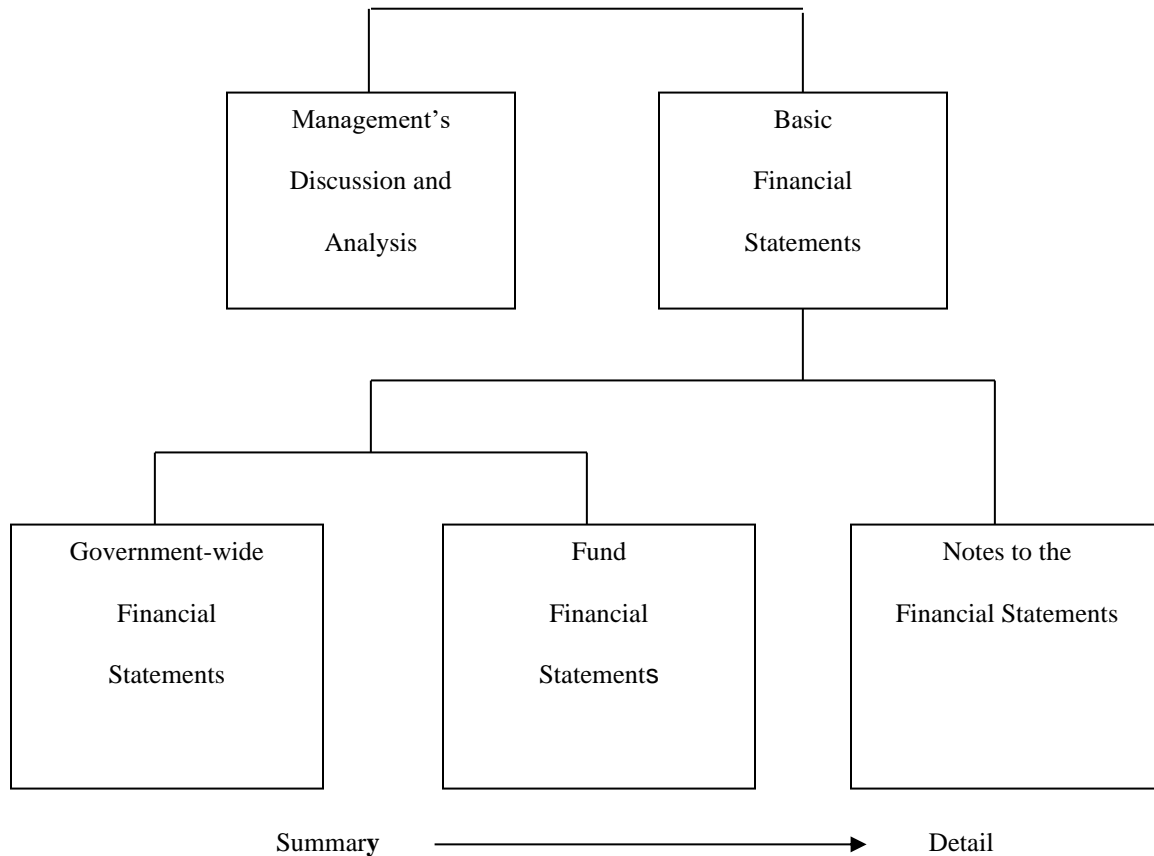 Management’s
Discussion and
Analysis
Basic
Financial
Statements
Government-wide
Financial
Statements
Fund
Financial
Statements
Notes to the
Financial Statements
Summary
Detail